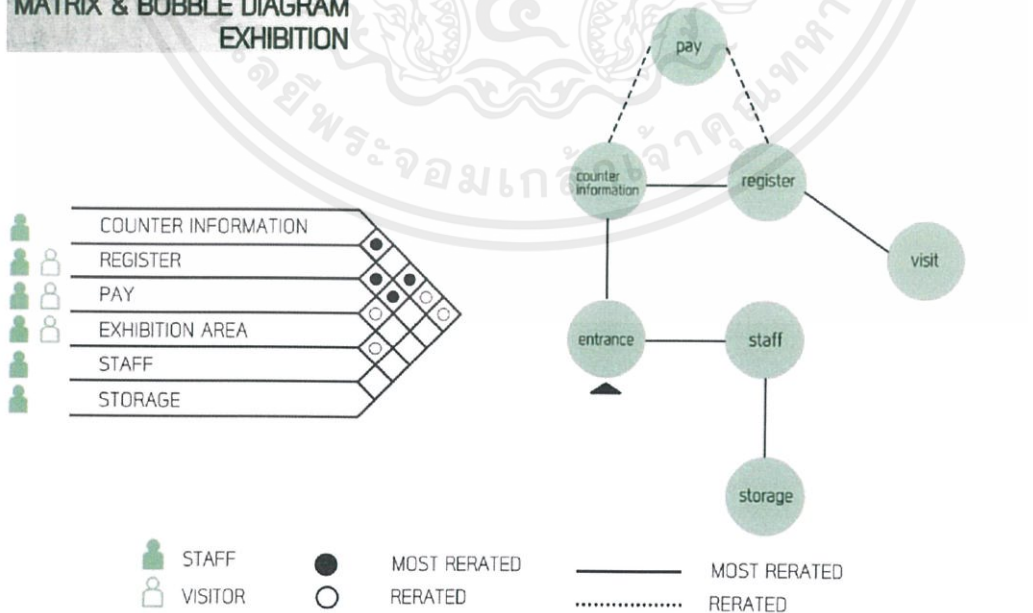 MATRIX & BOBBLE DIAGRAM
EXHIBITION
COUNTER INFORMATION
REGISTER
PAY
EXHIBITION AREA
STAFF
STORAGE
pay
counter
information
register
visit
entrance
staff
storage
STAFF
VISITOR
MOST RERATED
RERATED
MOST RERATED
RERATED